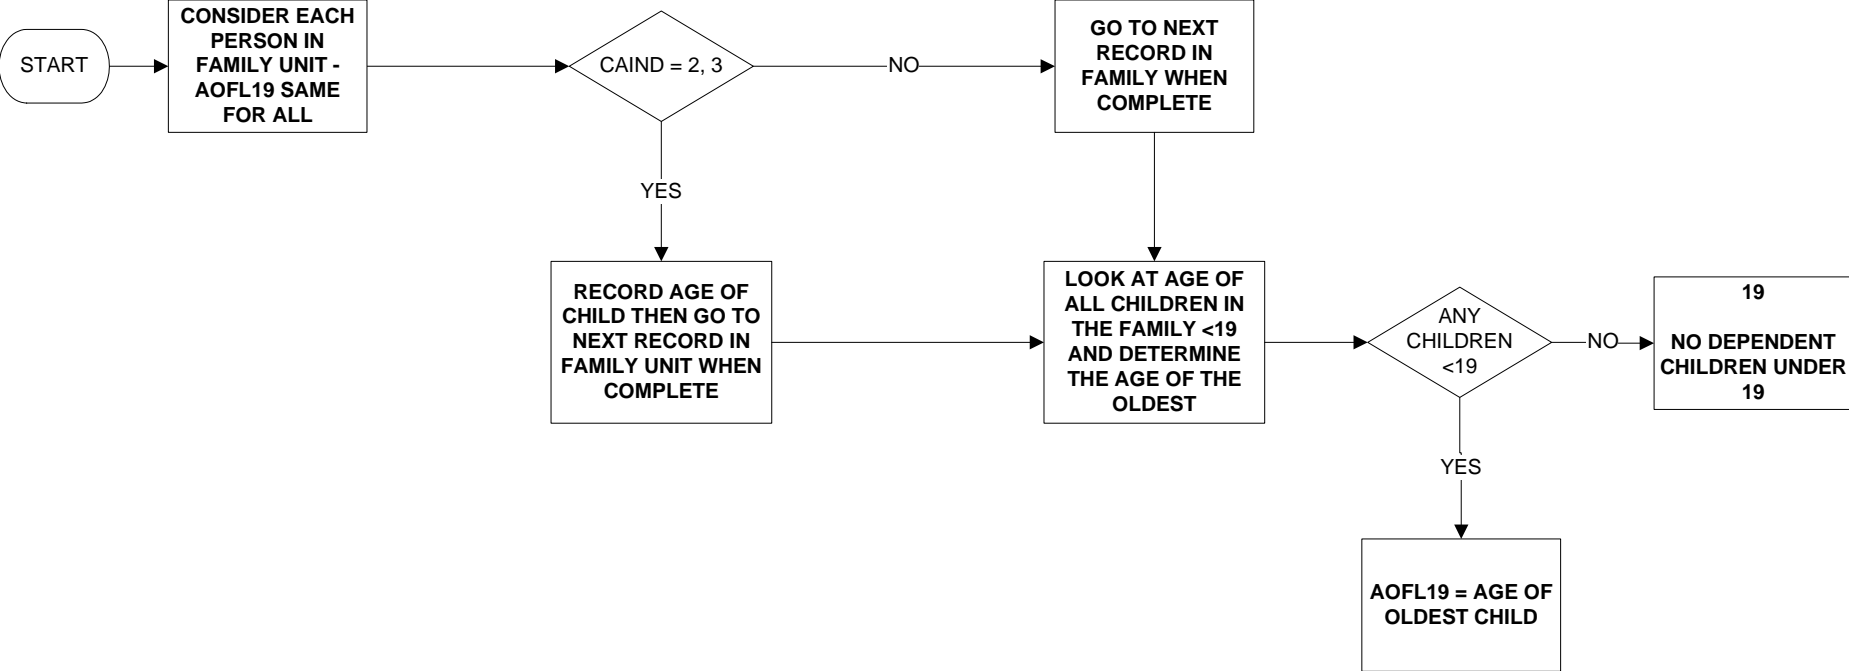 START
CONSIDER EACH
PERSON IN
FAMILY UNIT -
AOFL19 SAME
FOR ALL
CAIND = 2, 3
NO
GO TO NEXT
RECORD IN
FAMILY WHEN
COMPLETE
YES
RECORD AGE OF
CHILD THEN GO TO
NEXT RECORD IN
FAMILY UNIT WHEN
COMPLETE
LOOK AT AGE OF
ALL CHILDREN IN
THE FAMILY <19
AND DETERMINE
THE AGE OF THE
OLDEST
ANY
CHILDREN
<19
NO
19
NO DEPENDENT
CHILDREN UNDER
19
YES
AOFL19 = AGE OF
OLDEST CHILD